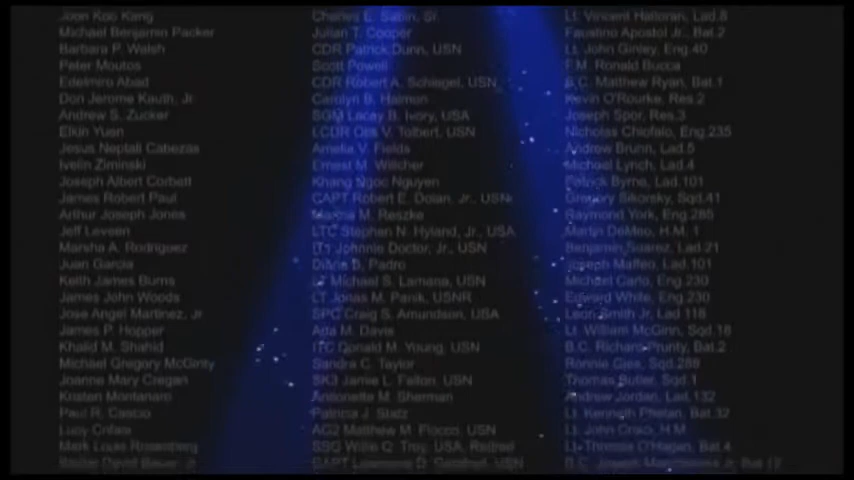 Joon Koo Kang
Michael Benjamin Packer
Barbara P. Walsh
Peter Moutos
Edelmiro Abad
Don Jerome Kauth, Jr.
Andrew S. Zucker
Elkin Yuen
Jesus Neptali Cabezas
Ivelin Ziminski
Joseph Albert Corbett
James Robert Paul
Arthur Joseph Jones
Jeff Leveen
Marsha A. Rodriguez
Juan Garcia
Keith James Burns
James John Woods
Jose Angel Martinez, Jr
James P. Hopper
Khalid M. Shahid
Michael Gregory McGinty
Joanne Mary Cregan
Kristen Montanaro
Paul R. Cascio
Lucy Crifasi
Mark Louis Rosenberg
Charles E. Sabin, Sr.
Julian T. Cooper
CDR Patrick Dunn, USN
Scott Powell
CDR Robert A. Schlegel, USN
Carolyn B. Halmon
SGM Lacey B. Ivory, USA
LCDR Otis V. Tolbert, USN
Amelia V. Fields
Ernest M. Willcher
Khang Ngoc Nguyen
CAPT Robert E. Dolan, Jr., USN
Martha M. Reszke
LTC Stephen N. Hyland, Jr., USA
IT1 Johnnie Doctor, Jr., USN
Diana B. Padro
LT Michael S. Lamana, USN
LT Jonas M. Panik, USNR
SPC Craig S. Amundson, USA
Ada M. Davis
ITC Donald M. Young, USN
Sandra C. Taylor
SK3 Jamie L. Fallon, USN
Antionette M. Sherman
Patricia J. Statz
AG2 Matthew M. Flocco, USN
SSG Willie Q. Troy, USA, Retired
Lt. Vincent Halloran, Lad.8
Faustino Apostol Jr., Bat.2
Lt. John Ginley, Eng.40
F.M. Ronald Bucca
B.C. Matthew Ryan, Bat.1
Kevin O'Rourke, Res.2
Joseph Spor, Res.3
Nicholas Chiofalo, Eng.235
Andrew Brunn, Lad.5
Michael Lynch, Lad.4
Patrick Byrne, Lad.101
Gregory Sikorsky, Sqd.41
Raymond York, Eng 285
Martin DeMeo, H.M. 1
Benjamin Suarez, Lad 21
Joseph Maffeo, Lad.101
Michael Carlo, Eng.230
Edward White, Eng.230
Leon Smith Jr, Lad 118
Lt. William McGinn, Sqd.18
B.C. Richard Prunty, Bat.2
Ronnie Gies, Sqd.288
Thomas Butler, Sqd.1
Andrew Jordan, Lad.132
Lt. Kenneth Phelan, Bat.32
Lt. John Crisci, H.M.
Lt. Thomas O'Hagan, Bat.4